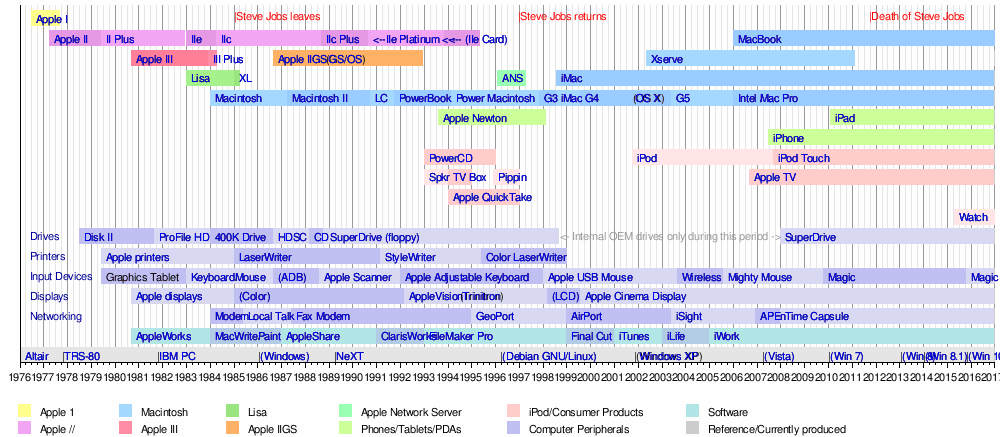 Apple I Steve Jobs leaves Steve Jobs returns Death of Steve Jobs
Apple II II Plus IIe IIc IIc Plus <--IIe Platinum <--- (IIe Card) MacBook
Apple III III Plus Apple IIGS(GS/OS) Xserve
Lisa XL ANS iMac
Macintosh Macintosh II LC PowerBook Power Macintosh G3 iMac G4 (OS X) G5 Intel Mac Pro
Apple Newton iPad
iPhone
PowerCD iPod iPod Touch
Spkr TV Box Pippin Apple TV
Apple QuickTake
Watch
Drives Disk II ProFile HD 400K Drive HDSC CD SuperDrive (floppy) <- Internal OEM drives only during this period -> SuperDrive
Printers Apple printers LaserWriter StyleWriter Color LaserWriter
Input Devices Graphics Tablet Keyboard Mouse (ADB) Apple Scanner Apple Adjustable Keyboard Apple USB Mouse Wireless Mighty Mouse Magic Magic
Displays Apple displays (Color) AppleVision (Trinitron) (LCD) Apple Cinema Display
Networking Modem LocalTalk Fax Modem GeoPort AirPort iSight APEn Time Capsule
AppleWorks MacWritePaint AppleShare ClarisWorks FileMaker Pro Final Cut iTunes iLife iWork
Altair TRS-80 IBM PC (Windows) NeXT (Debian GNU/Linux) (Windows XP) (Vista) (Win 7) (Win 8) (Win 8.1) (Win 10
1976 1977 1978 1979 1980 1981 1982 1983 1984 1985 1986 1987 1988 1989 1990 1991 1992 1993 1994 1995 1996 1997 1998 1999 2000 2001 2002 2003 2004 2005 2006 2007 2008 2009 2010 2011 2012 2013 2014 2015 2016 2017
Apple 1 Macintosh Lisa Apple Network Server iPod/Consumer Products Software
Apple // Apple III Apple IIGS Phones/Tablets/PDAs Computer Peripherals Reference/Currently produced